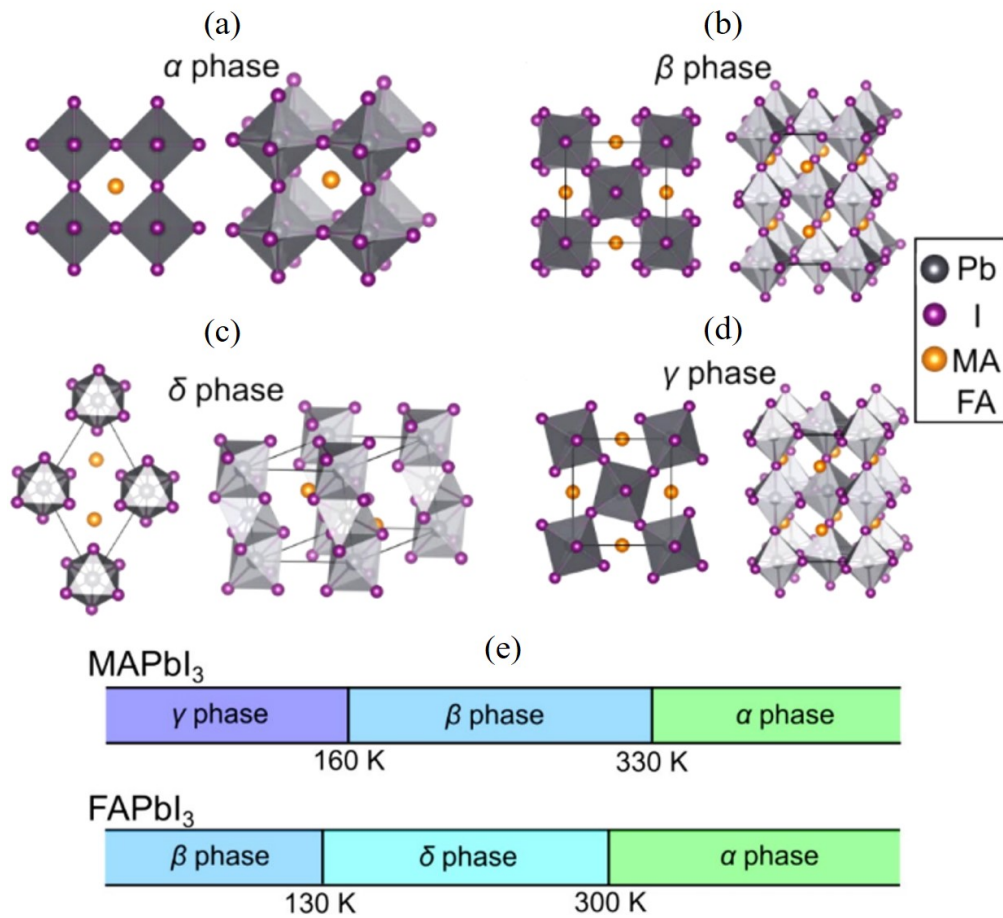 (a)
α phase
(b)
β phase
Pb
I
MA
FA
(c)
δ phase
(d)
γ phase
(e)
MAPbI₃
γ phase
β phase
α phase
160 K
330 K
FAPbI₃
β phase
δ phase
α phase
130 K
300 K